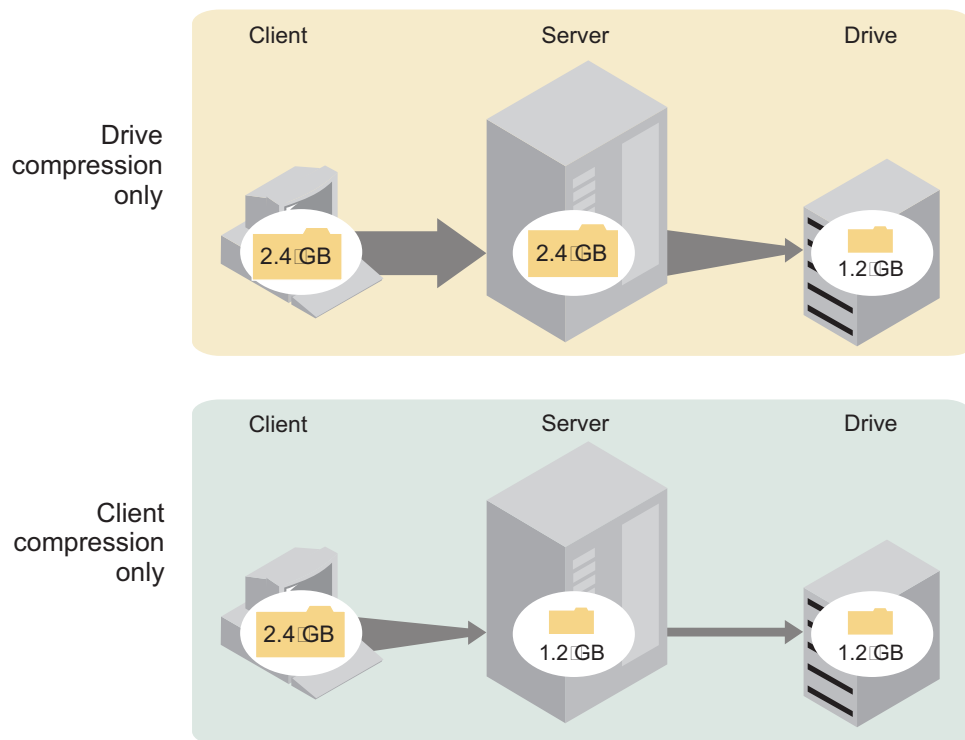 Client
Server
Drive
Drive
compression
only
2.4□GB
2.4□GB
1.2□GB
Client
Server
Drive
Client
compression
only
2.4□GB
1.2□GB
1.2□GB